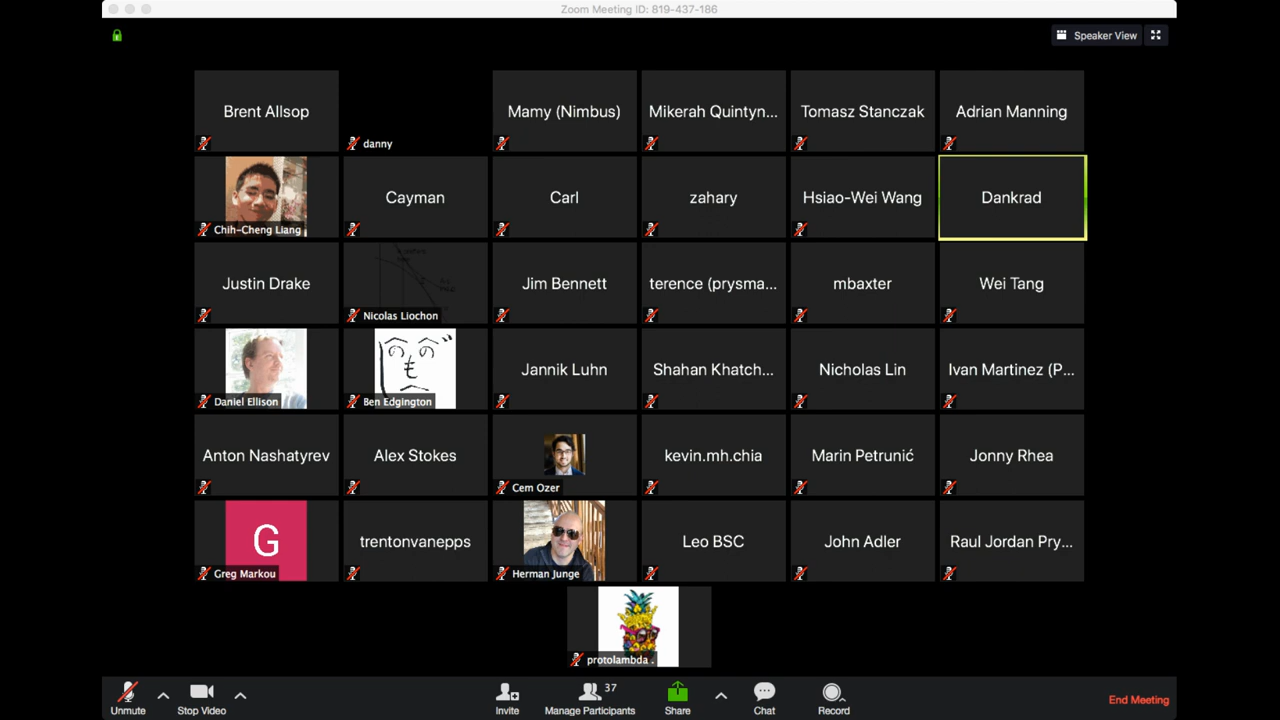 Zoom Meeting ID: 819-437-186
Speaker View
Brent Allsop
danny
Mamy (Nimbus)
Mikerah Quintyn...
Tomasz Stanczak
Adrian Manning
Chih-Cheng Liang
Cayman
Carl
zahary
Hsiao-Wei Wang
Dankrad
Justin Drake
Nicolas Liochon
Jim Bennett
terence (prysma...
mbaxter
Wei Tang
Daniel Ellison
Ben Edgington
Jannik Luhn
Shahan Khatch...
Nicholas Lin
Ivan Martinez (P...
Anton Nashatyrev
Alex Stokes
Cem Ozer
kevin.mh.chia
Marin Petrunić
Jonny Rhea
G
Greg Markou
trentonvanepps
Herman Junge
Leo BSC
John Adler
Raul Jordan Pry...
protolambda .
Unmute
Stop Video
Invite
37
Manage Participants
Share
Chat
Record
End Meeting